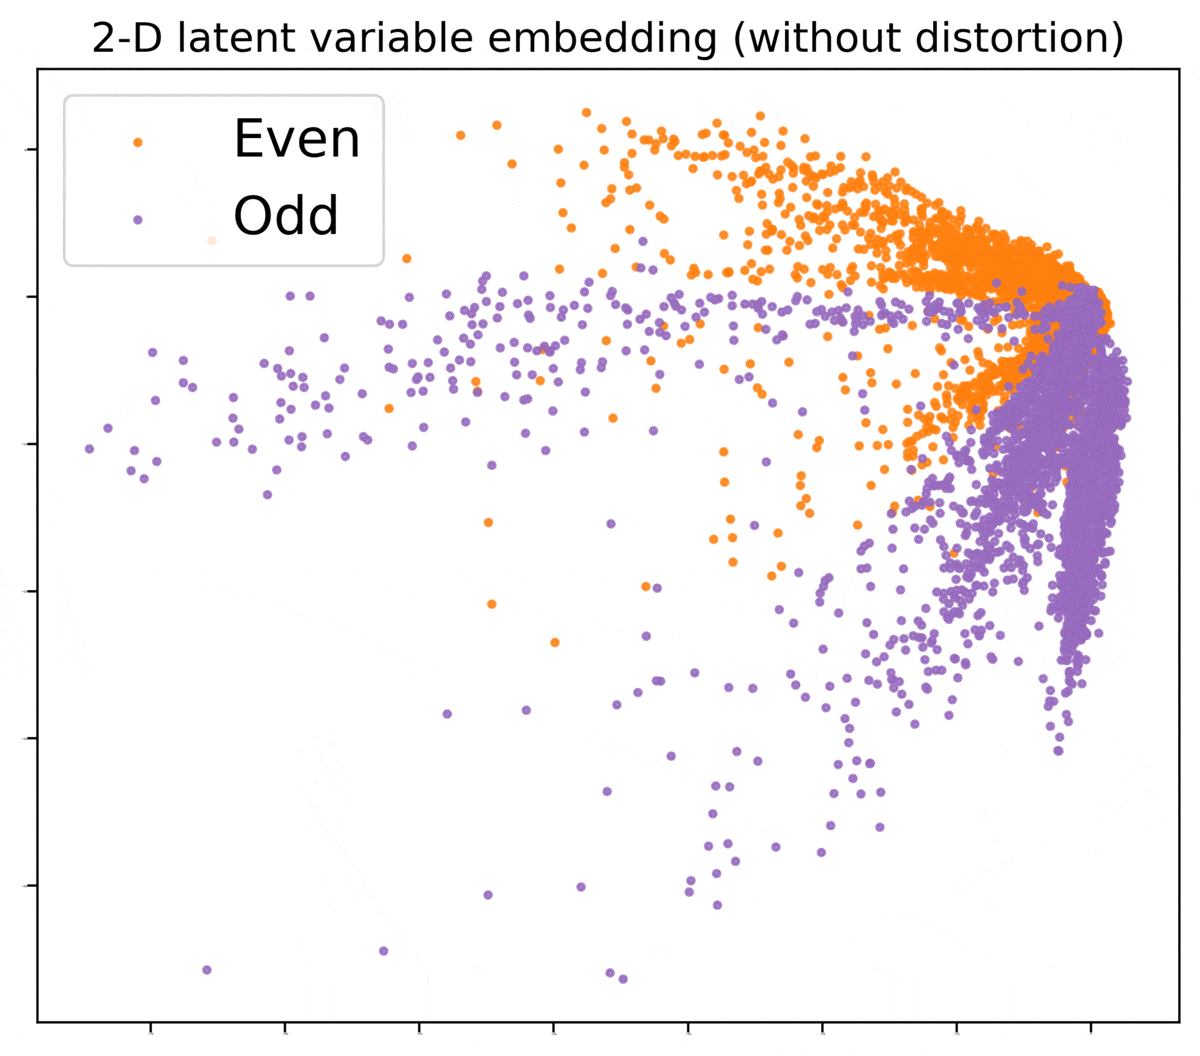 2-D latent variable embedding (without distortion)
Even
Odd